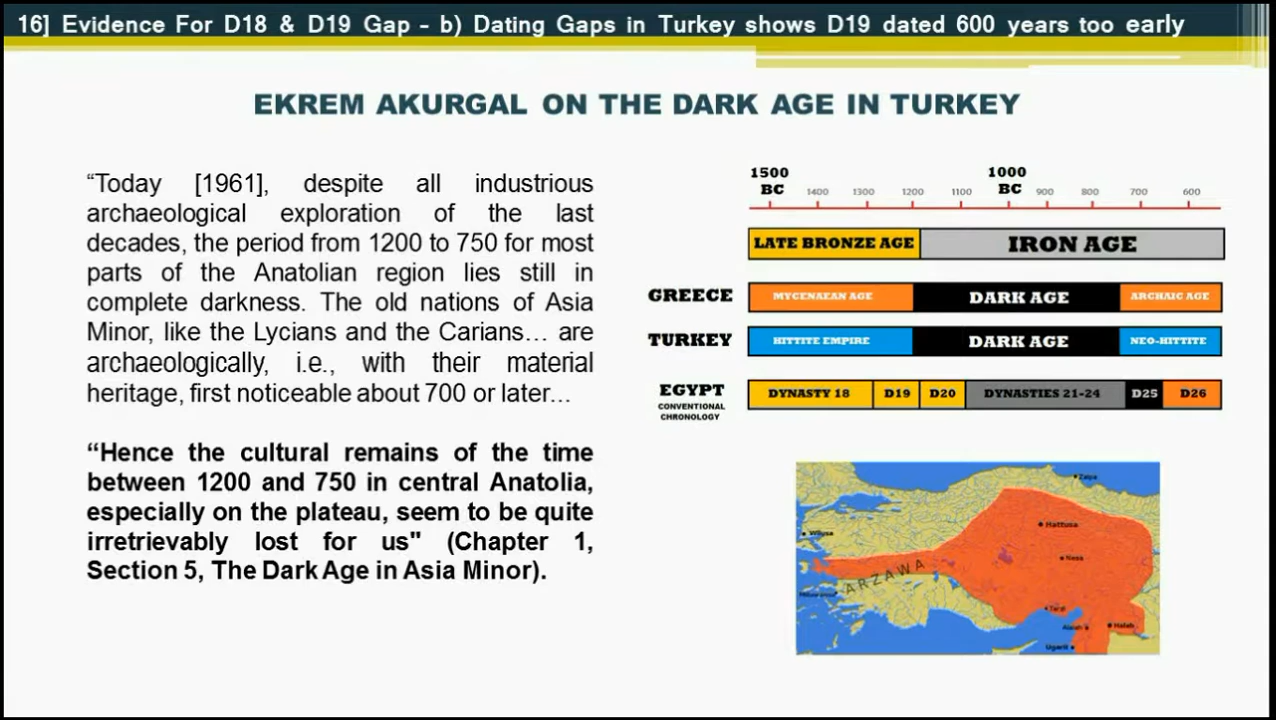 16] Evidence For D18 & D19 Gap – b) Dating Gaps in Turkey shows D19 dated 600 years too early
EKREM AKURGAL ON THE DARK AGE IN TURKEY
“Today [1961], despite all industrious
archaeological exploration of the last
decades, the period from 1200 to 750 for most
parts of the Anatolian region lies still in
complete darkness. The old nations of Asia
Minor, like the Lycians and the Carians… are
archaeologically, i.e., with their material
heritage, first noticeable about 700 or later…
“Hence the cultural remains of the time
between 1200 and 750 in central Anatolia,
especially on the plateau, seem to be quite
irretrievably lost for us" (Chapter 1,
Section 5, The Dark Age in Asia Minor).
1500 BC 1400 1300 1200 1100 1000 BC 900 800 700 600
LATE BRONZE AGE IRON AGE
GREECE MYCENAEAN AGE DARK AGE ARCHAIC AGE
TURKEY HITTITE EMPIRE DARK AGE NEO-HITTITE
EGYPT DYNASTY 18 D19 D20 DYNASTIES 21-24 D25 D26
CONVENTIONAL
CHRONOLOGY
Zalpa
Hattusa
Wilusa
Nesa
ARZAWA
Halab
Ugarit